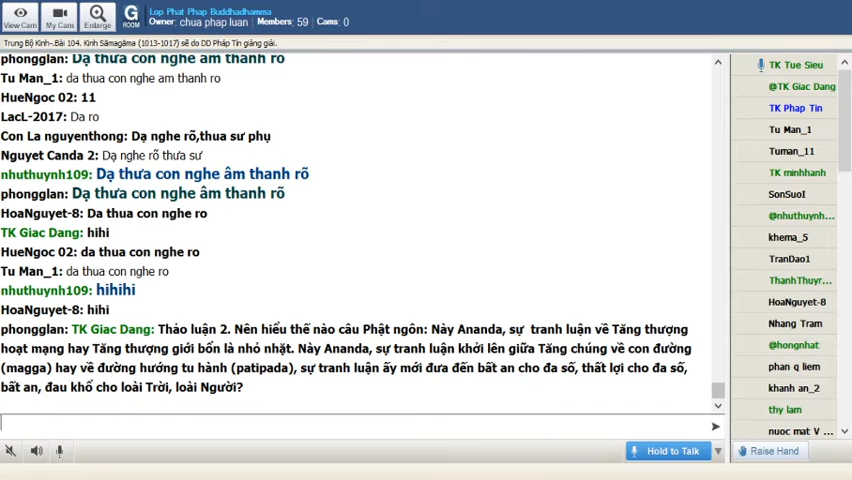 Lop Phat Phap Buddhadhamma
Owner: chua phap luan Members: 59 Cams: 0
View Cam
My Cam
Enlarge
G
ROOM
Trung Bộ Kinh-.Bài 104. Kinh Sāmagāma (1013-1017) sẽ do DD Pháp Tín giảng giải.
phongglan: Dạ thưa con nghe âm thanh rõ
Tu Man_1: da thua con nghe am thanh ro
HueNgoc 02: 11
LacL-2017: Da ro
Con La nguyenthong: Dạ nghe rõ,thua sư phụ
Nguyet Canda 2: Dạ nghe rõ thưa sư
nhuthuynh109: Dạ thưa con nghe âm thanh rõ
phongglan: Dạ thưa con nghe âm thanh rõ
HoaNguyet-8: Da thua con nghe ro
TK Giac Dang: hihi
HueNgoc 02: da thua con nghe ro
Tu Man_1: da thua con nghe ro
nhuthuynh109: hihihi
HoaNguyet-8: hihi
phongglan: TK Giac Dang: Thảo luận 2. Nên hiểu thế nào câu Phật ngôn: Này Ananda, sự tranh luận về Tăng thượng
hoạt mạng hay Tăng thượng giới bổn là nhỏ nhặt. Này Ananda, sự tranh luận khởi lên giữa Tăng chúng về con đường
(magga) hay về đường hướng tu hành (patipada), sự tranh luận ấy mới đưa đến bất an cho đa số, thất lợi cho đa số,
bất an, đau khổ cho loài Trời, loài Người?
Hold to Talk
TK Tue Sieu
@TK Giac Dang
TK Phap Tin
Tu Man_1
Tuman_11
TK minhhanh
SonSuoI
@nhuthuynh...
khema_5
TranDao1
ThanhThuyr...
HoaNguyet-8
Nhang Tram
@hongnhat
phan q liem
khanh an_2
thy lam
nuoc mat V ...
Raise Hand